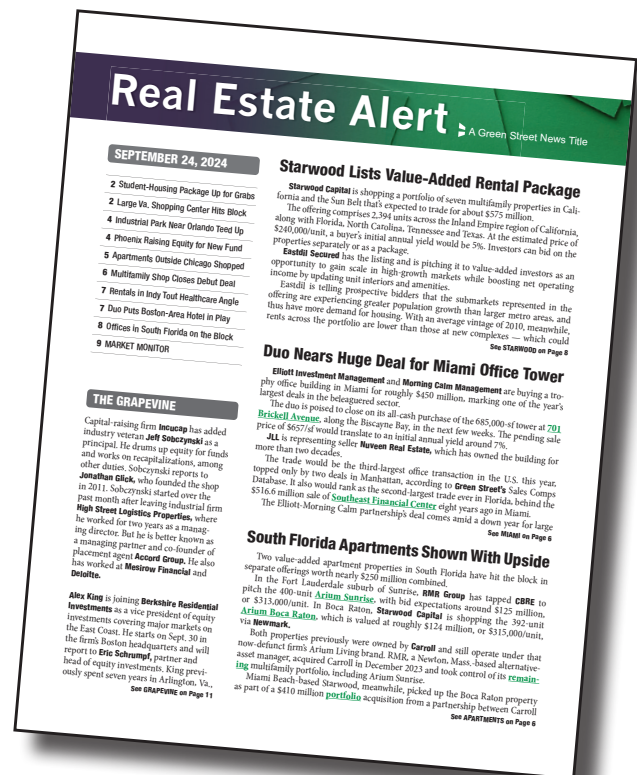 Real Estate Alert
A Green Street News Title
SEPTEMBER 24, 2024
2 Student-Housing Package Up for Grabs
2 Large Va. Shopping Center Hits Block
4 Industrial Park Near Orlando Teed Up
4 Phoenix Raising Equity for New Fund
5 Apartments Outside Chicago Shopped
6 Multifamily Shop Closes Debut Deal
7 Rentals in Indy Tout Healthcare Angle
7 Duo Puts Boston-Area Hotel in Play
8 Offices in South Florida on the Block
9 MARKET MONITOR
THE GRAPEVINE
Capital-raising firm Incucap has added
industry veteran Jeff Sobczynski as a
principal. He drums up equity for funds
and works on recapitalizations, among
other duties. Sobczynski reports to
Jonathan Glick, who founded the shop
in 2011. Sobczynski started over the
past month after leaving industrial firm
High Street Logistics Properties, where
he worked for two years as a manag-
ing director. But he is better known as
a managing partner and co-founder of
placement agent Accord Group. He also
has worked at Mesirow Financial and
Deloitte.
Alex King is joining Berkshire Residential
Investments as a vice president of equity
investments covering major markets on
the East Coast. He starts on Sept. 30 in
the firm's Boston headquarters and will
report to Eric Schrumpf, partner and
head of equity investments. King previ-
ously spent seven years in Arlington, Va.,
See GRAPEVINE on Page 11
Starwood Lists Value-Added Rental Package
Starwood Capital is shopping a portfolio of seven multifamily properties in Cali-
fornia and the Sun Belt that's expected to trade for about $575 million.
The offering comprises 2,394 units across the Inland Empire region of California,
along with Florida, North Carolina, Tennessee and Texas. At the estimated price of
$240,000/unit, a buyer's initial annual yield would be 5%. Investors can bid on the
properties separately or as a package.
Eastdil Secured has the listing and is pitching it to value-added investors as an
opportunity to gain scale in high-growth markets while boosting net operating
income by updating unit interiors and amenities.
Eastdil is telling prospective bidders that the submarkets represented in the
offering are experiencing greater population growth than larger metro areas, and
thus have more demand for housing. With an average vintage of 2010, meanwhile,
rents across the portfolio are lower than those at new complexes — which could
See STARWOOD on Page 8
Duo Nears Huge Deal for Miami Office Tower
Elliott Investment Management and Morning Calm Management are buying a tro-
phy office building in Miami for roughly $450 million, marking one of the year's
largest deals in the beleaguered sector.
The duo is poised to close on its all-cash purchase of the 685,000-sf tower at 701
Brickell Avenue, along the Biscayne Bay, in the next few weeks. The pending sale
price of $657/sf would translate to an initial annual yield around 7%.
JLL is representing seller Nuveen Real Estate, which has owned the building for
more than two decades.
The trade would be the third-largest office transaction in the U.S. this year,
topped only by two deals in Manhattan, according to Green Street's Sales Comps
Database. It also would rank as the second-largest trade ever in Florida, behind the
$516.6 million sale of Southeast Financial Center eight years ago in Miami.
The Elliott-Morning Calm partnership's deal comes amid a down year for large
See MIAMI on Page 6
South Florida Apartments Shown With Upside
Two value-added apartment properties in South Florida have hit the block in
separate offerings worth nearly $250 million combined.
In the Fort Lauderdale suburb of Sunrise, RMR Group has tapped CBRE to
pitch the 400-unit Arium Sunrise, with bid expectations around $125 million,
or $313,000/unit. In Boca Raton, Starwood Capital is shopping the 392-unit
Arium Boca Raton, which is valued at roughly $124 million, or $315,000/unit,
via Newmark.
Both properties previously were owned by Carroll and still operate under that
now-defunct firm's Arium Living brand. RMR, a Newton, Mass.-based alternative-
asset manager, acquired Carroll in December 2023 and took control of its remain-
ing multifamily portfolio, including Arium Sunrise.
Miami Beach-based Starwood, meanwhile, picked up the Boca Raton property
as part of a $410 million portfolio acquisition from a partnership between Carroll
See APARTMENTS on Page 6